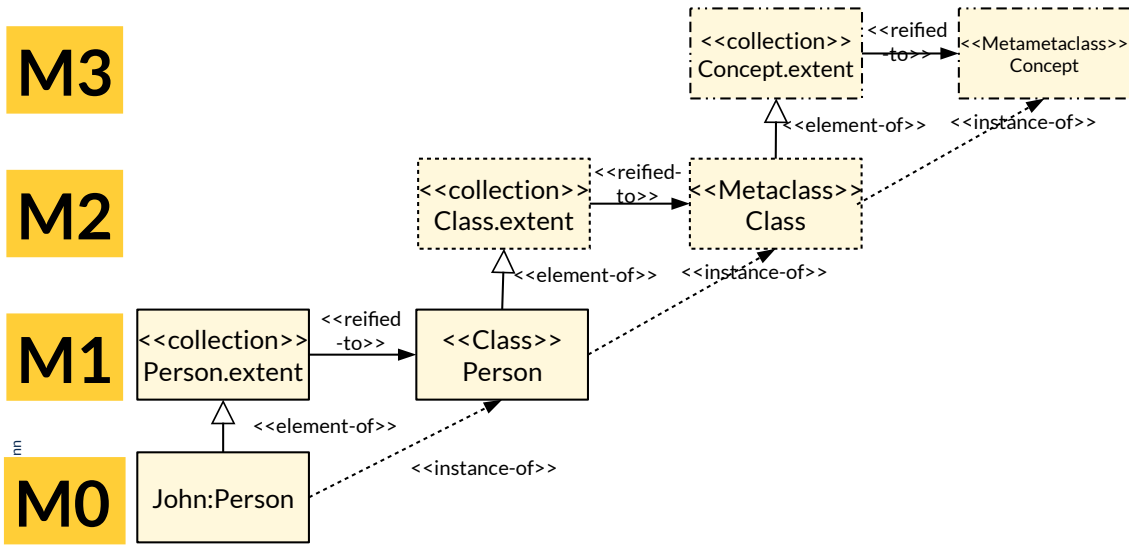 M3
<<collection>>
Concept.extent
<<reified
-to>>
<<Metametaclass>>
Concept
<<element-of>>
<<instance-of>>
M2
<<collection>>
Class.extent
<<reified-
to>>
<<Metaclass>>
Class
<<element-of>>
<<instance-of>>
M1
<<collection>>
Person.extent
<<reified
-to>>
<<Class>>
Person
<<element-of>>
<<instance-of>>
nn
M0
John:Person